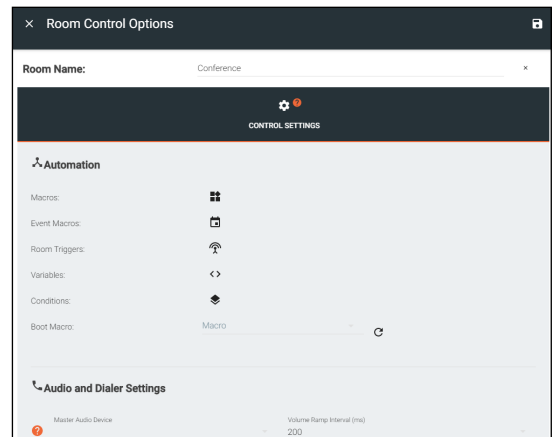 × Room Control Options
Room Name: Conference ×
?
CONTROL SETTINGS
Automation
Macros:
Event Macros:
Room Triggers:
Variables: <>
Conditions:
Boot Macro: Macro
Audio and Dialer Settings
? Master Audio Device Volume Ramp Interval (ms)
200